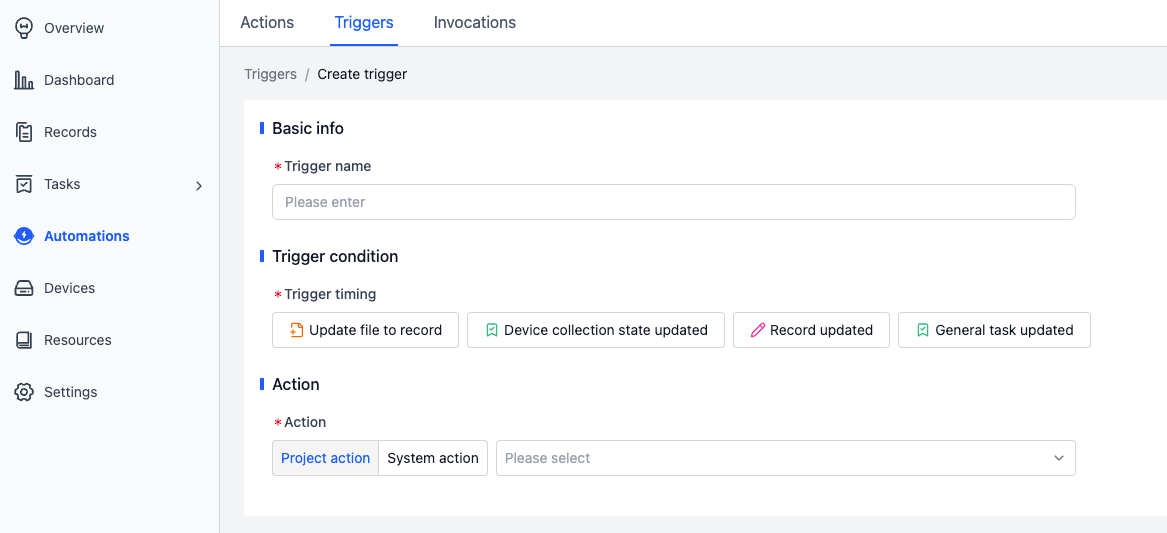 Overview
Dashboard
Records
Tasks
Automations
Devices
Resources
Settings
Actions Triggers Invocations
Triggers / Create trigger
Basic info
* Trigger name
Please enter
Trigger condition
* Trigger timing
Update file to record Device collection state updated Record updated General task updated
Action
* Action
Project action System action Please select